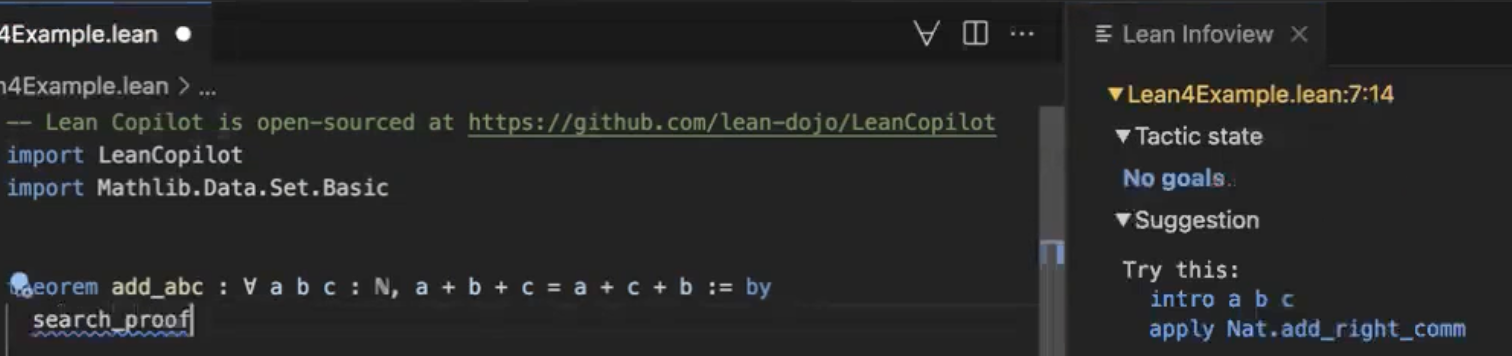 4Example.lean
n4Example.lean > ...
-- Lean Copilot is open-sourced at https://github.com/lean-dojo/LeanCopilot
import LeanCopilot
import Mathlib.Data.Set.Basic
eorem add_abc : ∀ a b c : ℕ, a + b + c = a + c + b := by
search_proof
Lean Infoview
Lean4Example.lean:7:14
Tactic state
No goals
Suggestion
Try this:
intro a b c
apply Nat.add_right_comm